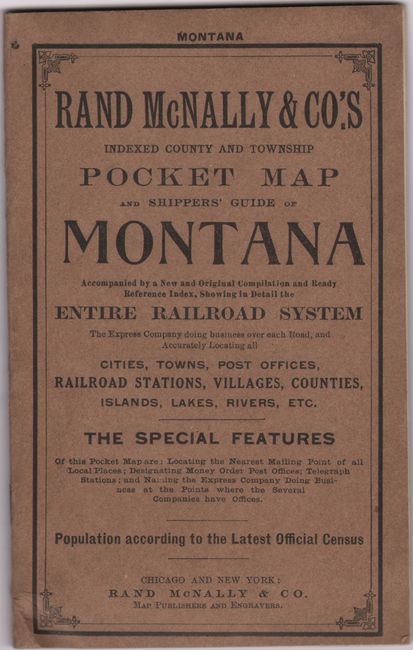 MONTANA
RAND McNALLY & CO.'S
INDEXED COUNTY AND TOWNSHIP
POCKET MAP
AND SHIPPERS' GUIDE OF
MONTANA
Accompanied by a New and Original Compilation and Ready
Reference Index, Showing in Detail the
ENTIRE RAILROAD SYSTEM
The Express Company doing business over each Road, and
Accurately Locating all
CITIES, TOWNS, POST OFFICES,
RAILROAD STATIONS, VILLAGES, COUNTIES,
ISLANDS, LAKES, RIVERS, ETC.
THE SPECIAL FEATURES
Of this Pocket Map are: Locating the Nearest Mailing Point of all
Local Places; Designating Money Order Post Offices; Telegraph
Stations; and Naming the Express Company Doing Busi-
ness at the Points where the Several
Companies have Offices.
Population according to the Latest Official Census
CHICAGO AND NEW YORK:
RAND McNALLY & CO.
MAP PUBLISHERS AND ENGRAVERS.